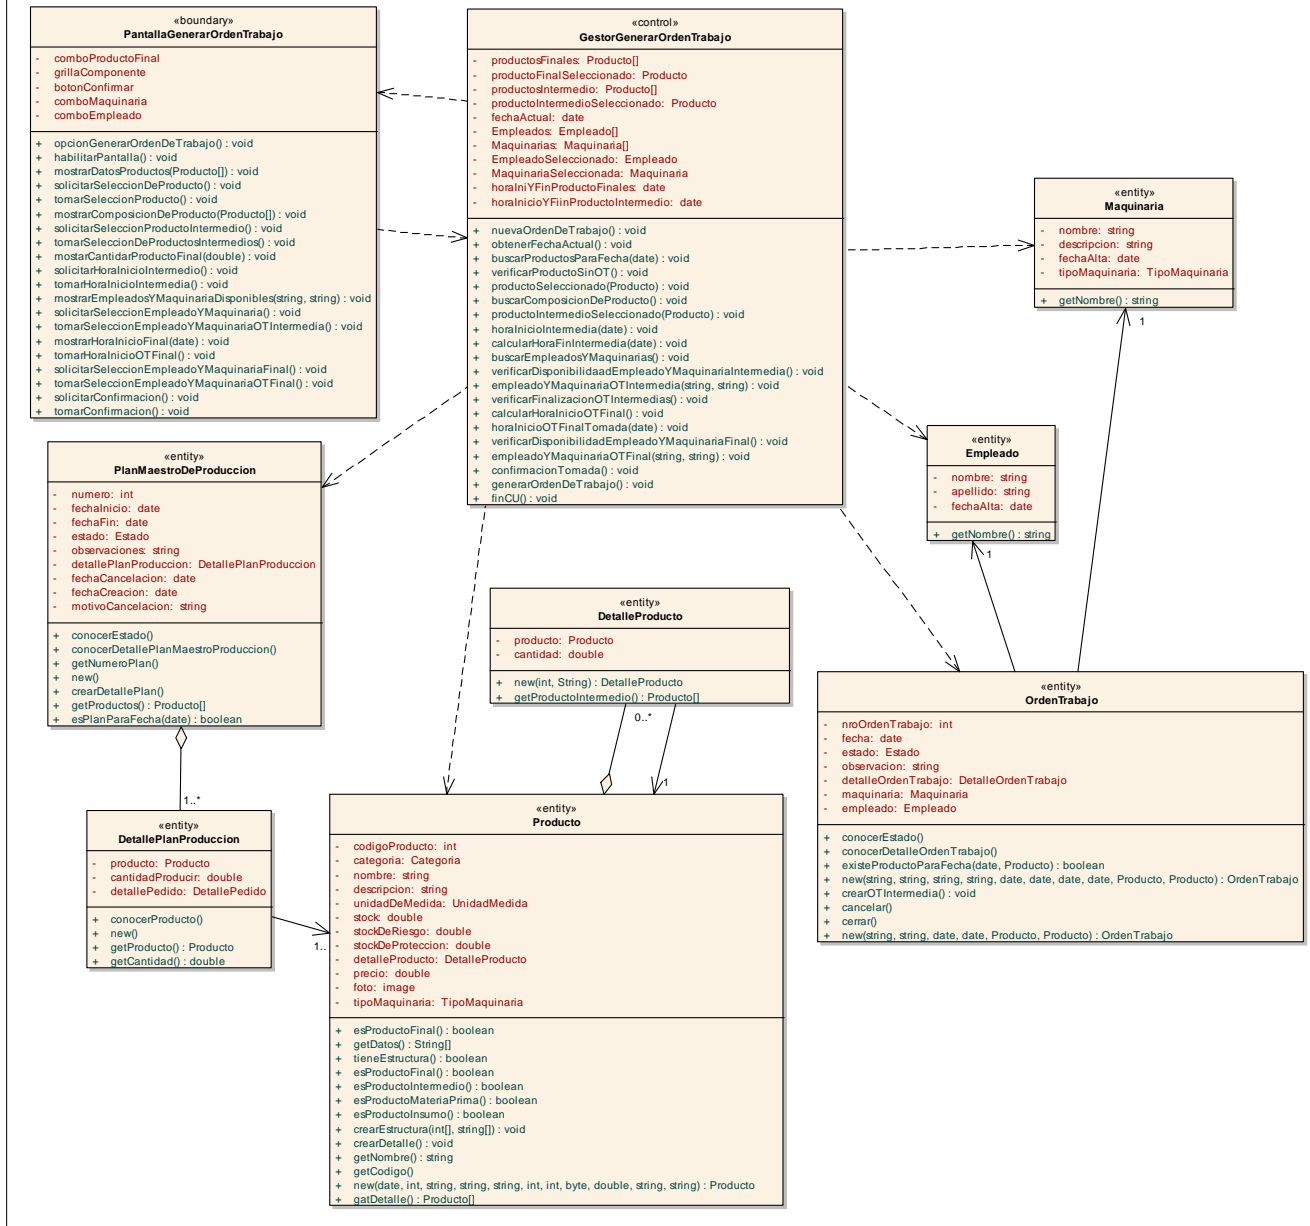 «boundary»
PantallaGenerarOrdenTrabajo
- comboProductoFinal
- grillaComponente
- botonConfirmar
- comboMaquinaria
- comboEmpleado
+ opcionGenerarOrdenDeTrabajo() : void
+ habilitarPantalla() : void
+ mostrarDatosProductos(Producto[]) : void
+ solicitarSeleccionDeProducto() : void
+ tomarSeleccionProducto() : void
+ mostrarComposicionDeProducto(Producto[]) : void
+ solicitarSeleccionProductoIntermedio() : void
+ tomarSeleccionDeProductosIntermedios() : void
+ mostarCantidarProductoFinal(double) : void
+ solicitarHoraInicioIntermedio() : void
+ tomarHoraInicioIntermedia() : void
+ mostrarEmpleadosYMaquinariaDisponibles(string, string) : void
+ solicitarSeleccionEmpleadoYMaquinaria() : void
+ tomarSeleccionEmpleadoYMaquinariaOTIntermedia() : void
+ mostrarHoraInicioFinal(date) : void
+ tomarHoraInicioOTFinal() : void
+ solicitarSeleccionEmpleadoYMaquinariaFinal() : void
+ tomarSeleccionEmpleadoYMaquinariaOTFinal() : void
+ solicitarConfirmacion() : void
+ tomarConfirmacion() : void
«control»
GestorGenerarOrdenTrabajo
- productosFinales: Producto[]
- productoFinalSeleccionado: Producto
- productosIntermedio: Producto[]
- productoIntermedioSeleccionado: Producto
- fechaActual: date
- Empleados: Empleado[]
- Maquinarias: Maquinaria[]
- EmpleadoSeleccionado: Empleado
- MaquinariaSeleccionada: Maquinaria
- horaIniYFinProductoFinales: date
- horaInicioYFiinProductoIntermedio: date
+ nuevaOrdenDeTrabajo() : void
+ obtenerFechaActual() : void
+ buscarProductosParaFecha(date) : void
+ verificarProductoSinOT() : void
+ productoSeleccionado(Producto) : void
+ buscarComposicionDeProducto() : void
+ productoIntermedioSeleccionado(Producto) : void
+ horaInicioIntermedia(date) : void
+ calcularHoraFinIntermedia(date) : void
+ buscarEmpleadosYMaquinarias() : void
+ verificarDisponibilidaadEmpleadoYMaquinariaIntermedia() : void
+ empleadoYMaquinariaOTIntermedia(string, string) : void
+ verificarFinalizacionOTIntermedias() : void
+ calcularHoraInicioOTFinal() : void
+ horaInicioOTFinalTomada(date) : void
+ verificarDisponibilidadEmpleadoYMaquinariaFinal() : void
+ empleadoYMaquinariaOTFinal(string, string) : void
+ confirmacionTomada() : void
+ generarOrdenDeTrabajo() : void
+ finCU() : void
«entity»
Maquinaria
- nombre: string
- descripcion: string
- fechaAlta: date
- tipoMaquinaria: TipoMaquinaria
+ getNombre() : string
1
«entity»
Empleado
- nombre: string
- apellido: string
- fechaAlta: date
+ getNombre() : string
1
«entity»
PlanMaestroDeProduccion
- numero: int
- fechaInicio: date
- fechaFin: date
- estado: Estado
- observaciones: string
- detallePlanProduccion: DetallePlanProduccion
- fechaCancelacion: date
- fechaCreacion: date
- motivoCancelacion: string
+ conocerEstado()
+ conocerDetallePlanMaestroProduccion()
+ getNumeroPlan()
+ new()
+ crearDetallePlan()
+ getProductos() : Producto[]
+ esPlanParaFecha(date) : boolean
1..*
«entity»
DetalleProducto
- producto: Producto
- cantidad: double
+ new(int, String) : DetalleProducto
+ getProductoIntermedio() : Producto[]
0..*
1
«entity»
OrdenTrabajo
- nroOrdenTrabajo: int
- fecha: date
- estado: Estado
- observacion: string
- detalleOrdenTrabajo: DetalleOrdenTrabajo
- maquinaria: Maquinaria
- empleado: Empleado
+ conocerEstado()
+ conocerDetalleOrdenTrabajo()
+ existeProductoParaFecha(date, Producto) : boolean
+ new(string, string, string, string, date, date, date, date, Producto, Producto) : OrdenTrabajo
+ crearOTIntermedia() : void
+ cancelar()
+ cerrar()
+ new(string, string, date, date, Producto, Producto) : OrdenTrabajo
«entity»
DetallePlanProduccion
- producto: Producto
- cantidadProducir: double
- detallePedido: DetallePedido
+ conocerProducto()
+ new()
+ getProducto() : Producto
+ getCantidad() : double
1..
«entity»
Producto
- codigoProducto: int
- categoria: Categoria
- nombre: string
- descripcion: string
- unidadDeMedida: UnidadMedida
- stock: double
- stockDeRiesgo: double
- stockDeProteccion: double
- detalleProducto: DetalleProducto
- precio: double
- foto: image
- tipoMaquinaria: TipoMaquinaria
+ esProductoFinal() : boolean
+ getDatos() : String[]
+ tieneEstructura() : boolean
+ esProductoFinal() : boolean
+ esProductoIntermedio() : boolean
+ esProductoMateriaPrima() : boolean
+ esProductoInsumo() : boolean
+ crearEstructura(int[], string[]) : void
+ crearDetalle() : void
+ getNombre() : string
+ getCodigo()
+ new(date, int, string, string, string, int, int, byte, double, string, string) : Producto
+ gatDetalle() : Producto[]